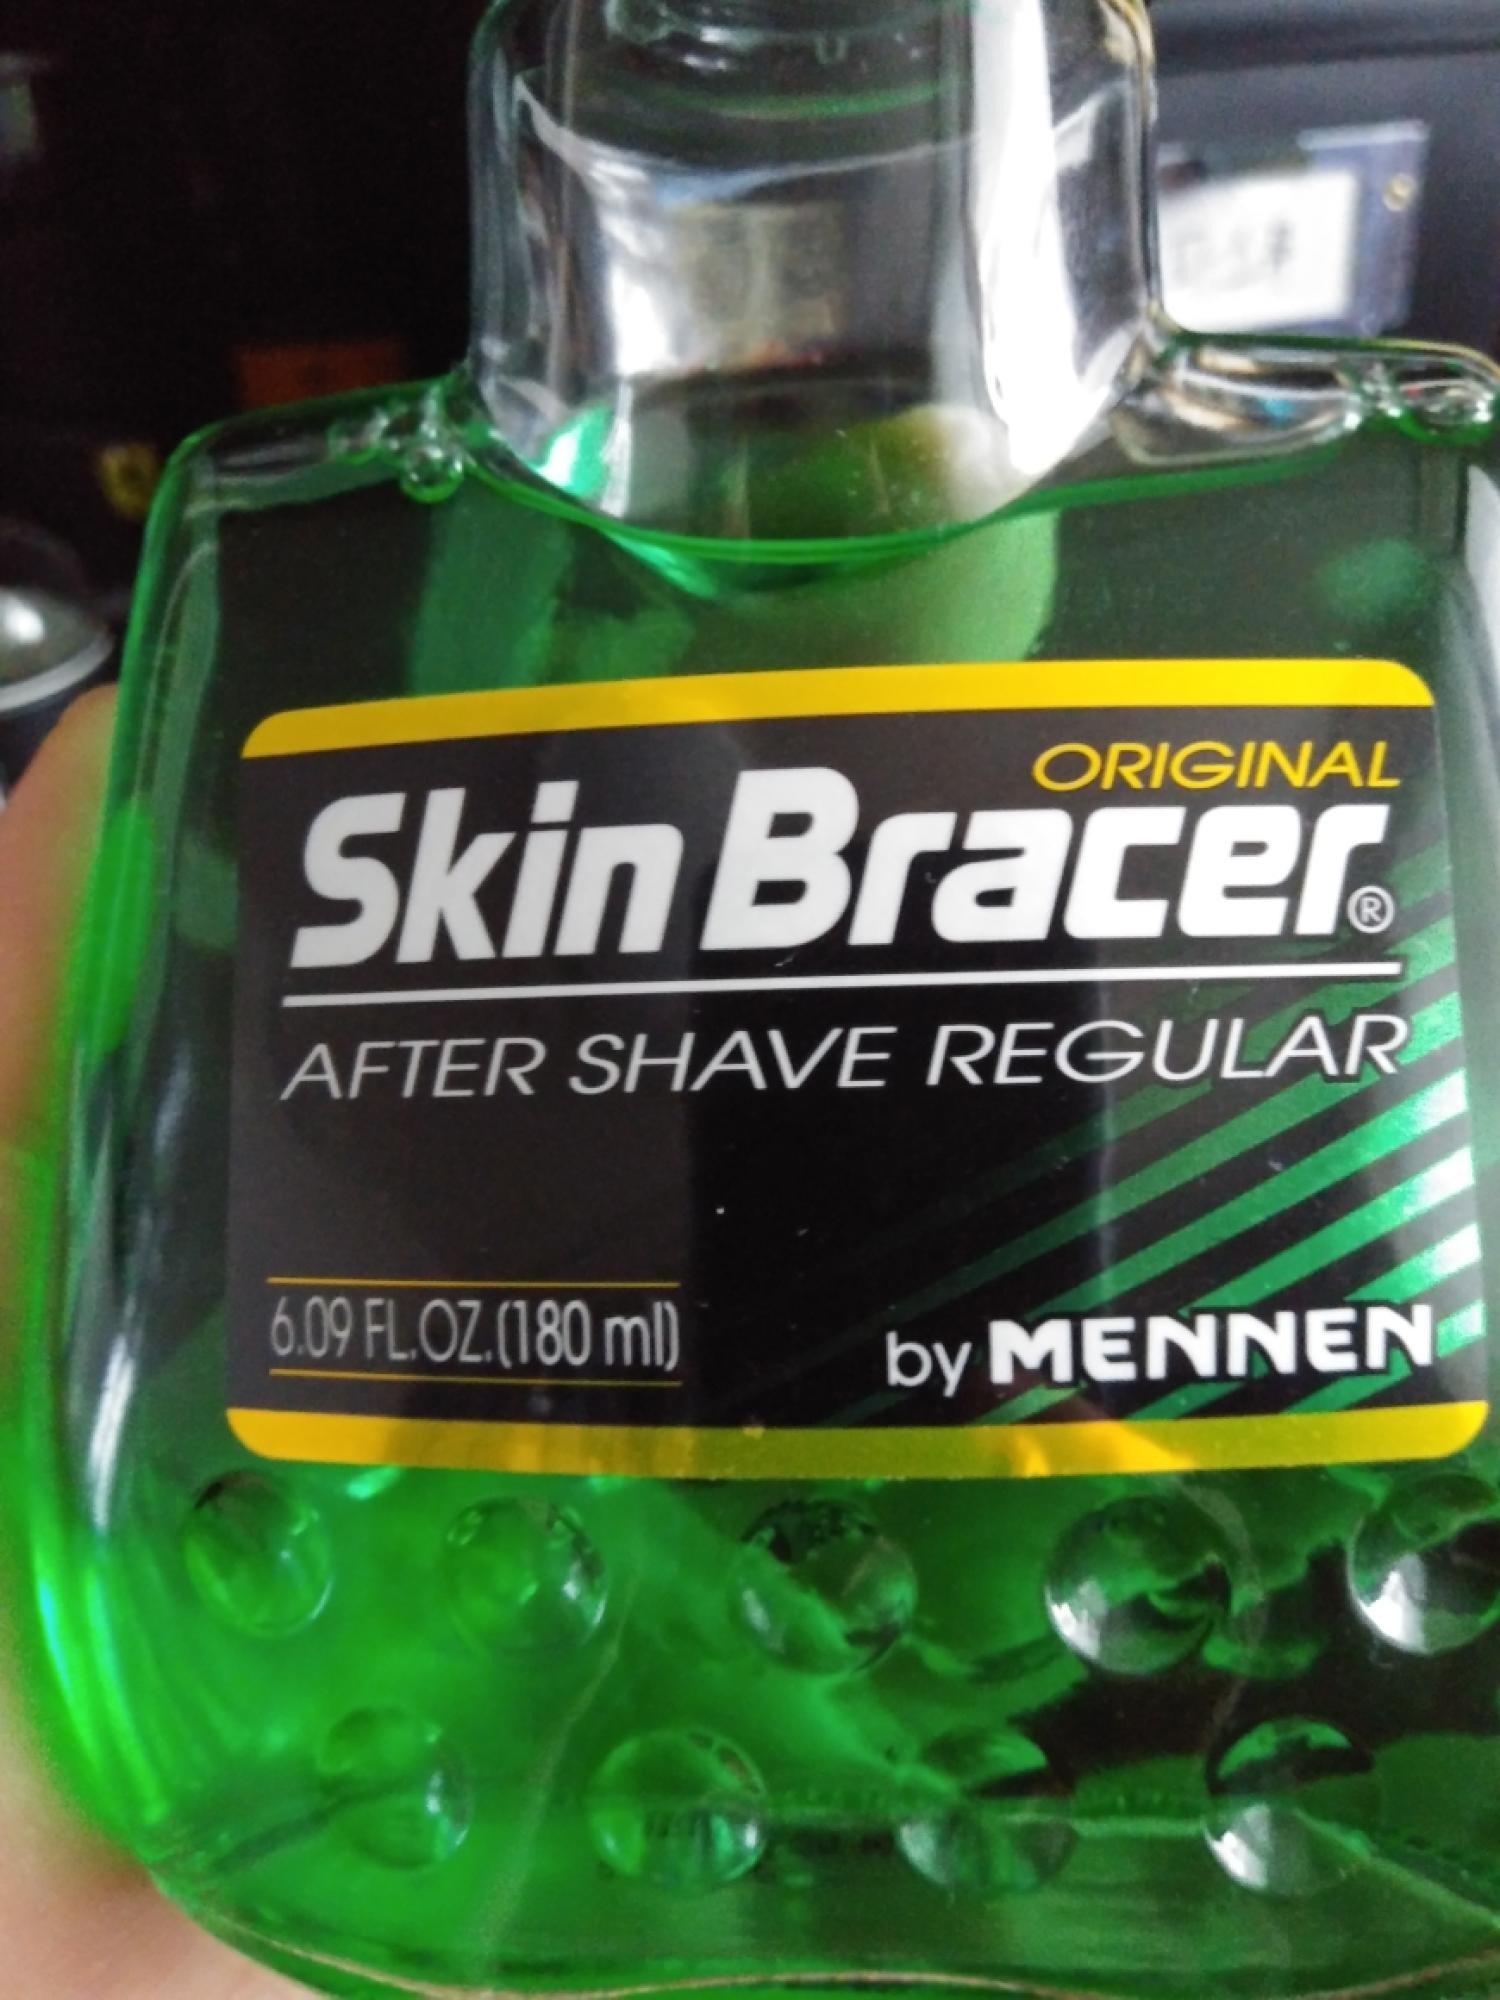 ORIGINAL
Skin Bracer®
AFTER SHAVE REGULAR
6.09 FL.OZ.(180 ml)
by MENNEN